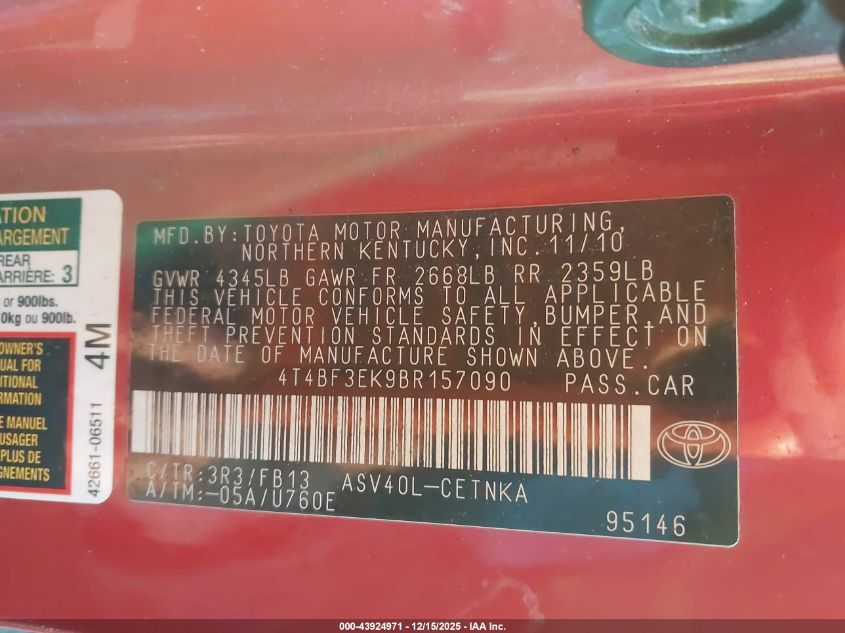 ATION
ARGEMENT
REAR
ARRIÈRE: 3
or 900lbs.
0kg ou 900lb.
OWNER'S
UAL FOR
ITIONAL
RMATION
E MANUEL
USAGER
PLUS DE
GNEMENTS
4M
42661-06511
MFD.BY:TOYOTA MOTOR MANUFACTURING,
NORTHERN KENTUCKY,INC.11/10
GVWR 4345LB GAWR FR 2668LB RR 2359LB
THIS VEHICLE CONFORMS TO ALL APPLICABLE
FEDERAL MOTOR VEHICLE SAFETY,BUMPER,AND
THEFT PREVENTION STANDARDS IN EFFECT ON
THE DATE OF MANUFACTURE SHOWN ABOVE.
4T4BF3EK9BR157090 PASS.CAR
C/TR:3R3/FB13 ASV40L-CETNKA
A/TM:-05A/U760E
95146
000-43924971 - 12/15/2025 - IAA Inc.